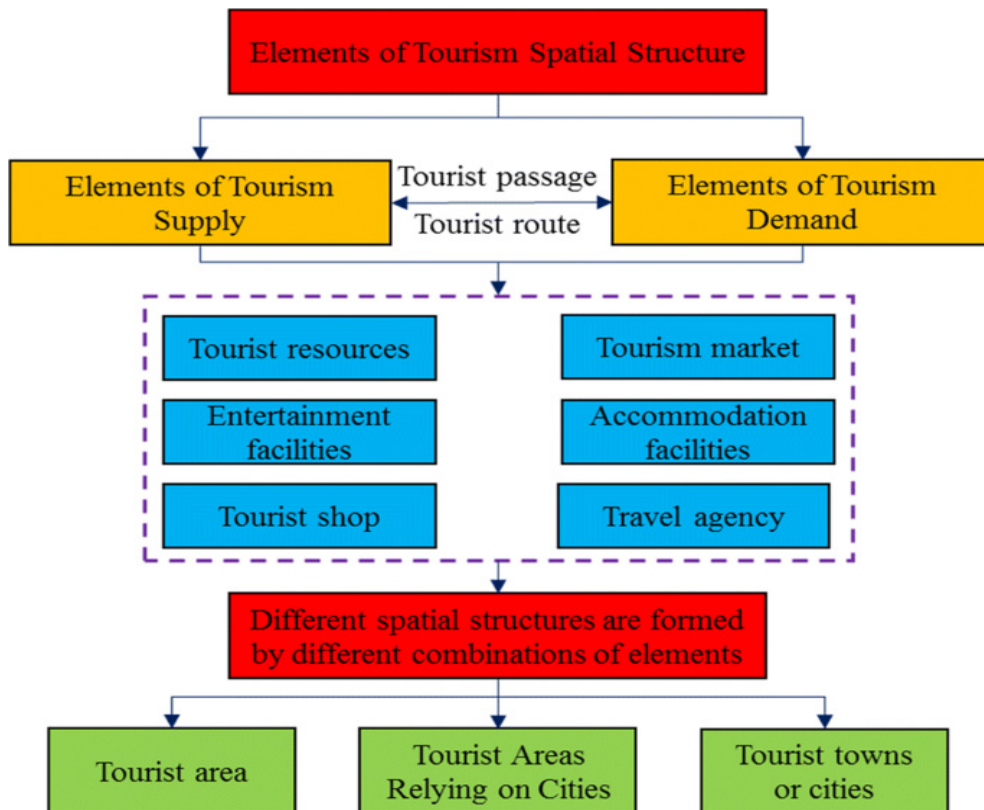 Elements of Tourism Spatial Structure
Elements of Tourism
Supply
Tourist passage
Tourist route
Elements of Tourism
Demand
Tourist resources
Tourism market
Entertainment
facilities
Accommodation
facilities
Tourist shop
Travel agency
Different spatial structures are formed
by different combinations of elements
Tourist area
Tourist Areas
Relying on Cities
Tourist towns
or cities